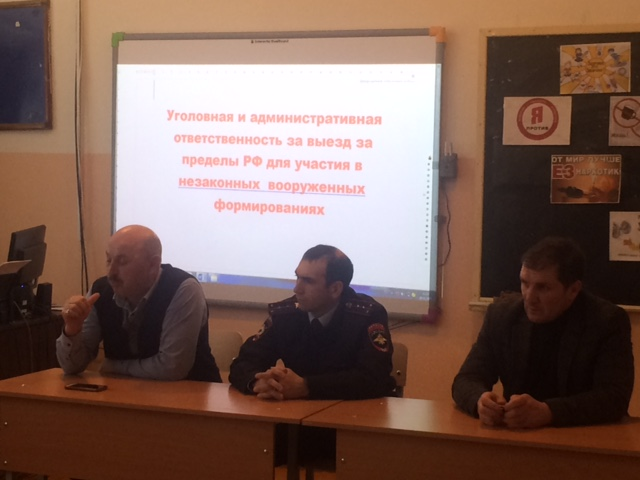 Уголовная и административная
ответственность за выезд за
пределы РФ для участия в
незаконных вооруженных
формированиях
Я
ПРОТИВ